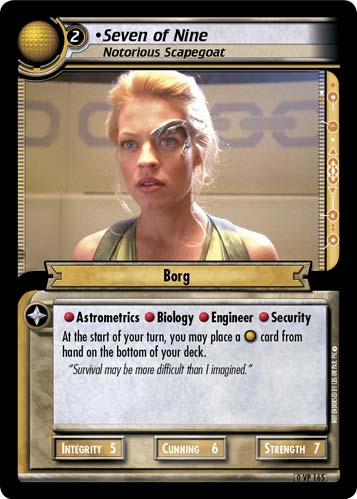 2
•Seven of Nine
Notorious Scapegoat
Borg
Astrometrics Biology Engineer Security
At the start of your turn, you may place a card from
hand on the bottom of your deck.
"Survival may be more difficult than I imagined."
INTEGRITY 5 CUNNING 6 STRENGTH 7
0 VP 165